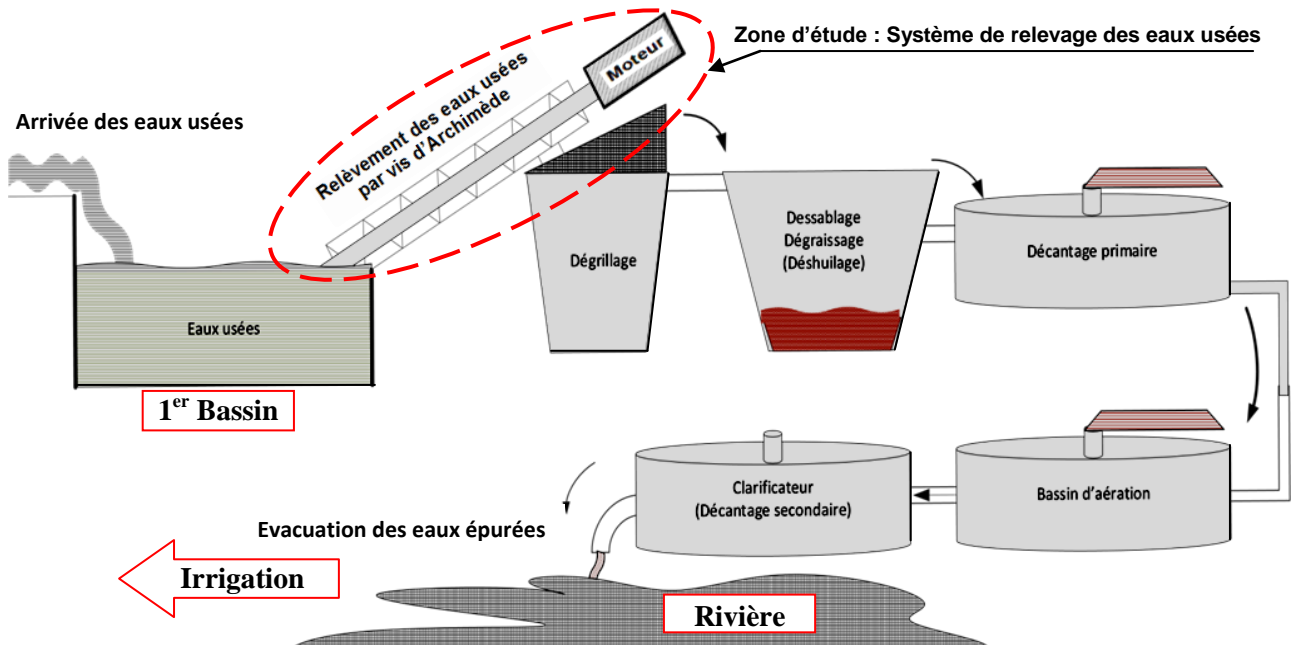 Zone d'étude : Système de relevage des eaux usées
Moteur
Relèvement des eaux usées
par vis d'Archimède
Arrivée des eaux usées
Eaux usées
1er Bassin
Dégrillage
Dessablage
Dégraissage
(Déshuilage)
Décantage primaire
Bassin d'aération
Clarificateur
(Décantage secondaire)
Evacuation des eaux épurées
Irrigation
Rivière